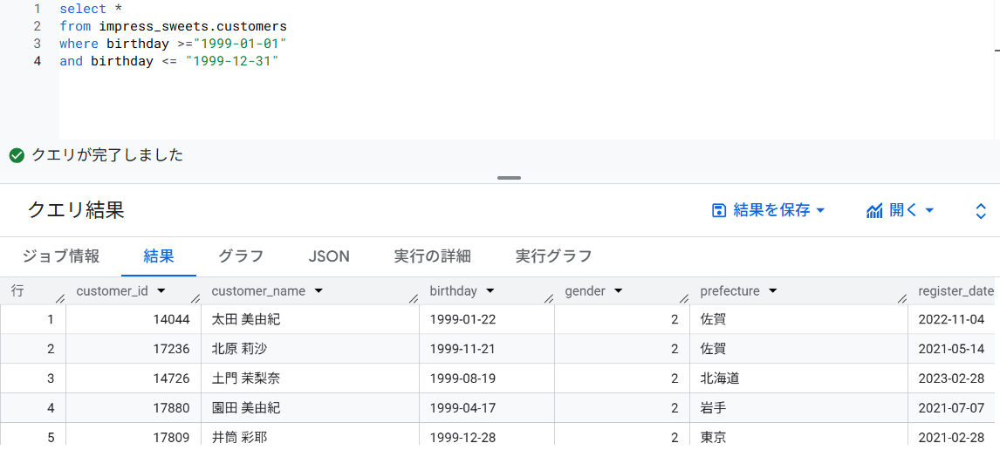 1 select *
2 from impress_sweets.customers
3 where birthday >="1999-01-01"
4 and birthday <= "1999-12-31"
クエリが完了しました
クエリ結果
結果を保存
開く
ジョブ情報 結果 グラフ JSON 実行の詳細 実行グラフ
行 customer_id customer_name birthday gender prefecture register_date
1 14044 太田 美由紀 1999-01-22 2 佐賀 2022-11-04
2 17236 北原 莉沙 1999-11-21 2 佐賀 2021-05-14
3 14726 土門 茉梨奈 1999-08-19 2 北海道 2023-02-28
4 17880 園田 美由紀 1999-04-17 2 岩手 2021-07-07
5 17809 井筒 彩耶 1999-12-28 2 東京 2021-02-28